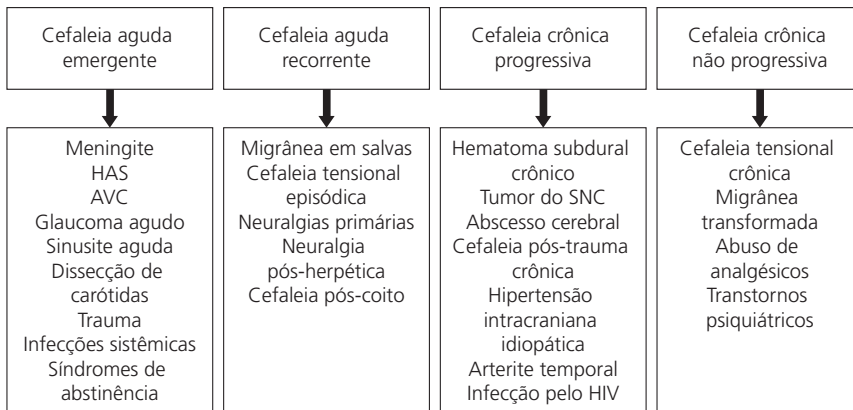 Cefaleia aguda
emergente
Cefaleia aguda
recorrente
Cefaleia crônica
progressiva
Cefaleia crônica
não progressiva
Meningite
HAS
AVC
Glaucoma agudo
Sinusite aguda
Dissecção de
carótidas
Trauma
Infecções sistêmicas
Síndromes de
abstinência
Migrânea em salvas
Cefaleia tensional
episódica
Neuralgias primárias
Neuralgia
pós-herpética
Cefaleia pós-coito
Hematoma subdural
crônico
Tumor do SNC
Abscesso cerebral
Cefaleia pós-trauma
crônica
Hipertensão
intracraniana
idiopática
Arterite temporal
Infecção pelo HIV
Cefaleia tensional
crônica
Migrânea
transformada
Abuso de
analgésicos
Transtornos
psiquiátricos